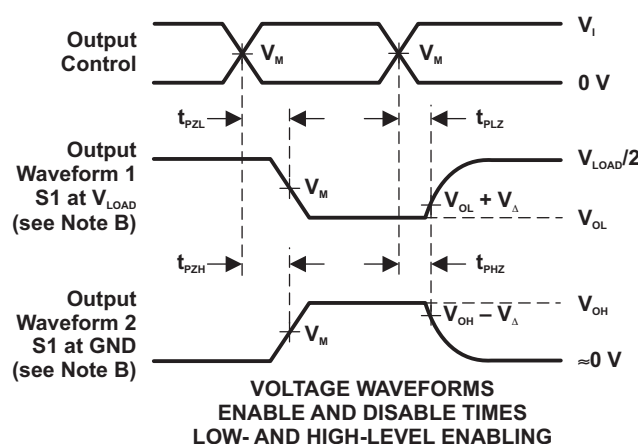 Output
Control
V_M
V_M
V_I
0 V
t_PZL
t_PLZ
Output
Waveform 1
S1 at V_LOAD
(see Note B)
V_M
V_LOAD/2
V_OL + V_Δ
V_OL
t_PZH
t_PHZ
Output
Waveform 2
S1 at GND
(see Note B)
V_M
V_OH
V_OH − V_Δ
≈0 V
VOLTAGE WAVEFORMS
ENABLE AND DISABLE TIMES
LOW- AND HIGH-LEVEL ENABLING